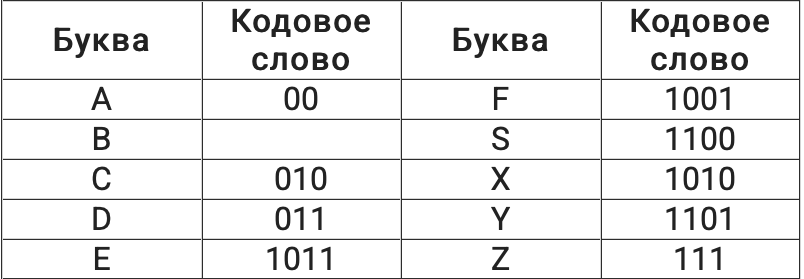 Буква Кодовое слово Буква Кодовое слово
A 00 F 1001
B S 1100
C 010 X 1010
D 011 Y 1101
E 1011 Z 111